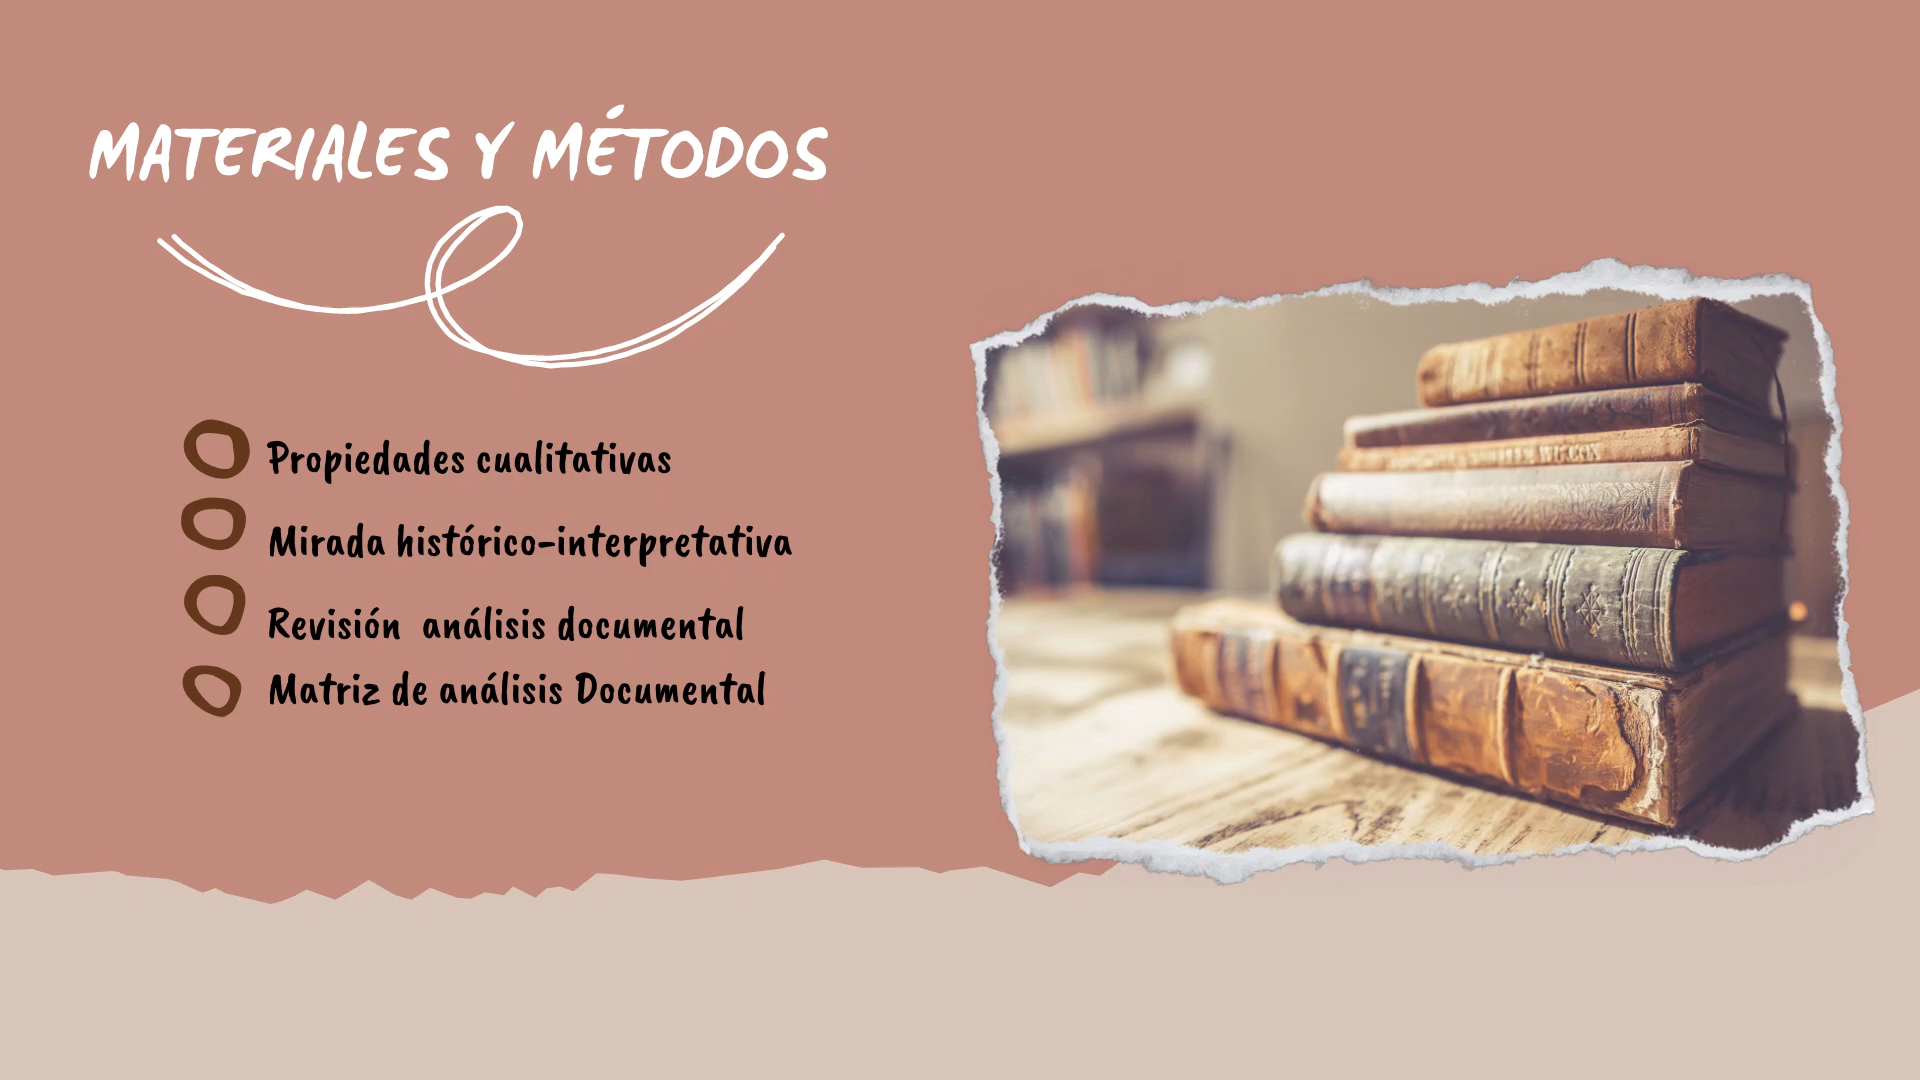 MATERIALES Y MÉTODOS
Propiedades cualitativas
Mirada histórico-interpretativa
Revisión  análisis documental
Matriz de análisis Documental